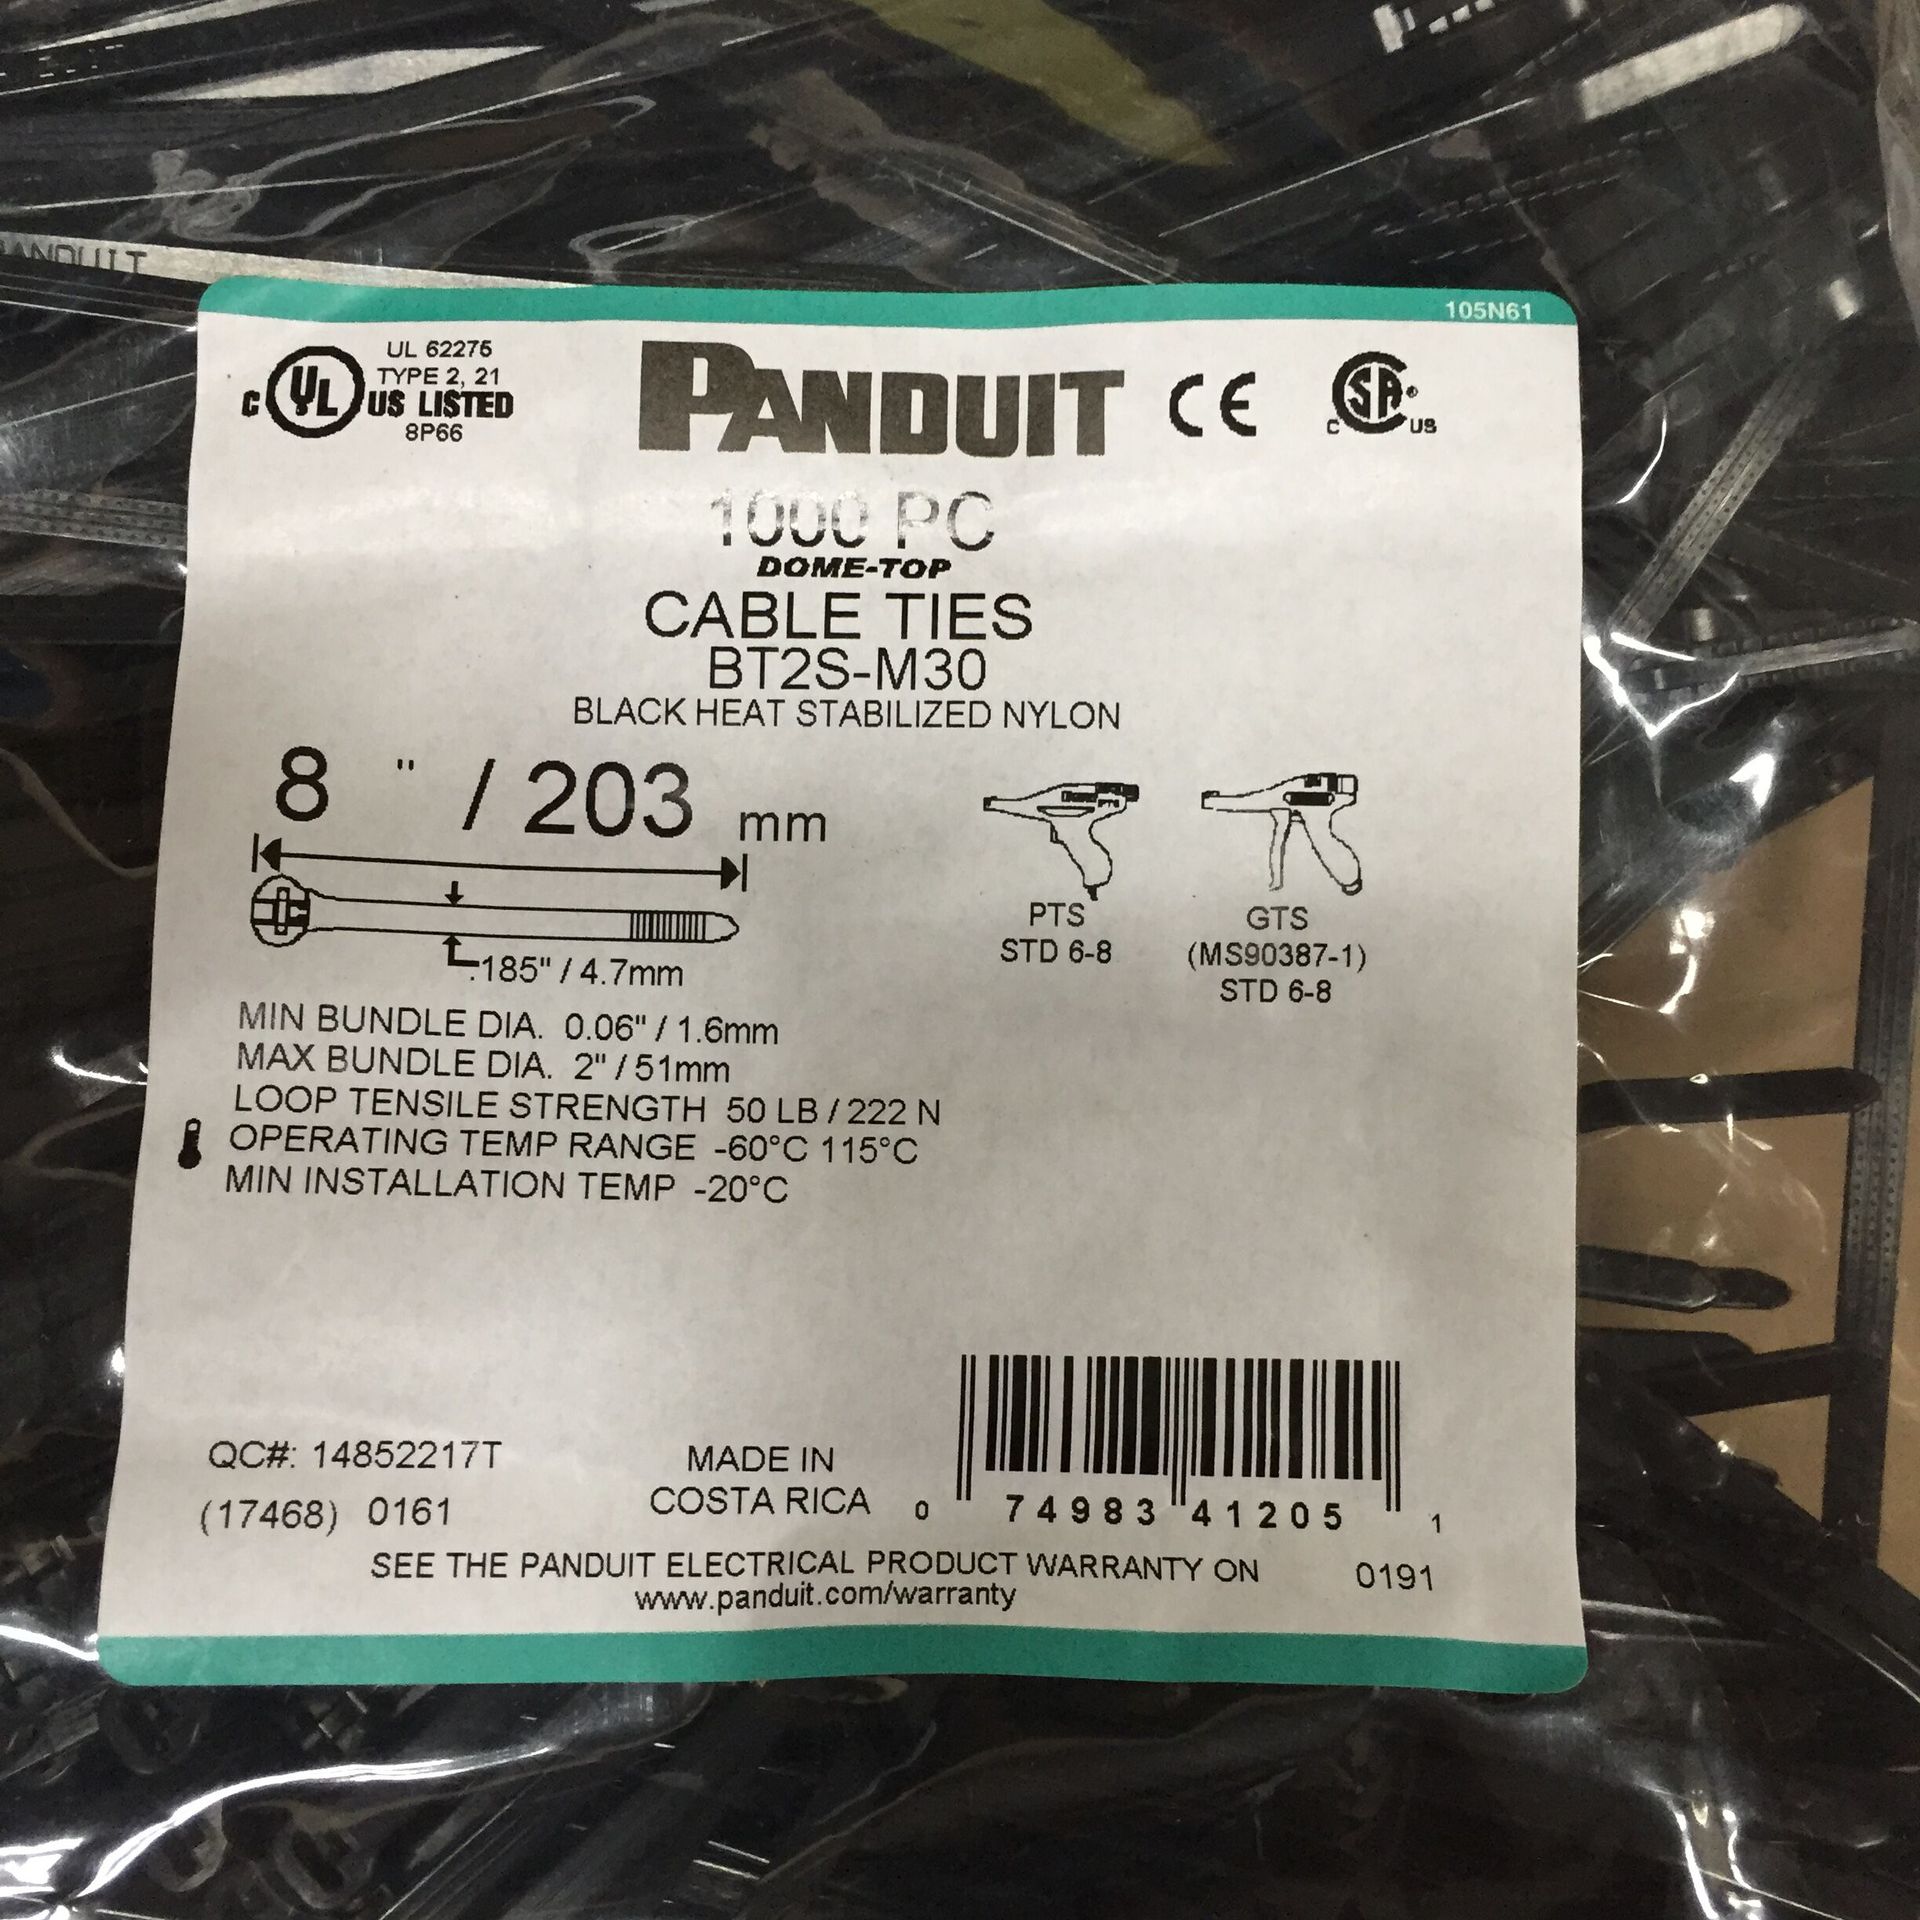 PANDUIT
105N61
UL 62275
TYPE 2, 21
C UL US LISTED
8P66
PANDUIT CE
CSA ®
C US
1000 PC
DOME-TOP
CABLE TIES
BT2S-M30
BLACK HEAT STABILIZED NYLON
8 " / 203 mm
.185" / 4.7mm
PTS
STD 6-8
GTS
(MS90387-1)
STD 6-8
MIN BUNDLE DIA. 0.06" / 1.6mm
MAX BUNDLE DIA. 2" / 51mm
LOOP TENSILE STRENGTH 50 LB / 222 N
OPERATING TEMP RANGE -60°C 115°C
MIN INSTALLATION TEMP -20°C
QC#: 14852217T
(17468) 0161
MADE IN
COSTA RICA
0 74983 41205 1
SEE THE PANDUIT ELECTRICAL PRODUCT WARRANTY ON
www.panduit.com/warranty
0191